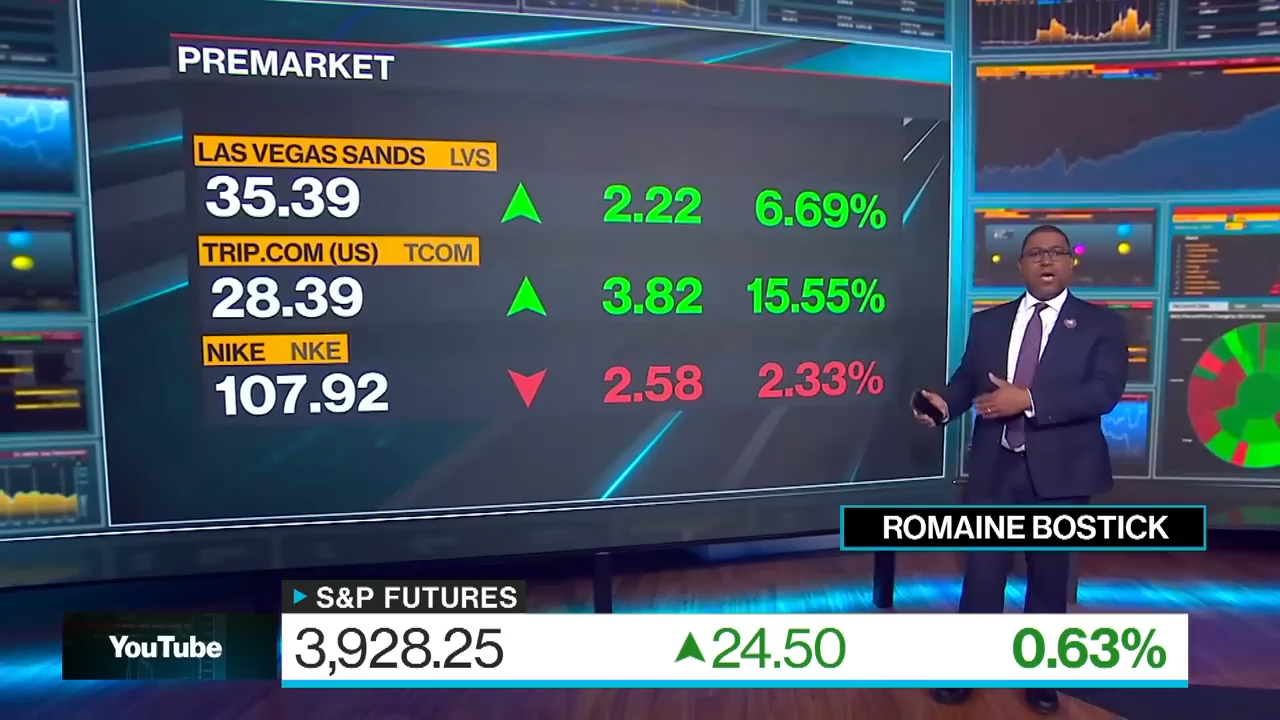 PREMARKET
LAS VEGAS SANDS LVS
35.39 2.22 6.69%
TRIP.COM (US) TCOM
28.39 3.82 15.55%
NIKE NKE
107.92 2.58 2.33%
ROMAINE BOSTICK
S&P FUTURES
YouTube 3,928.25 24.50 0.63%